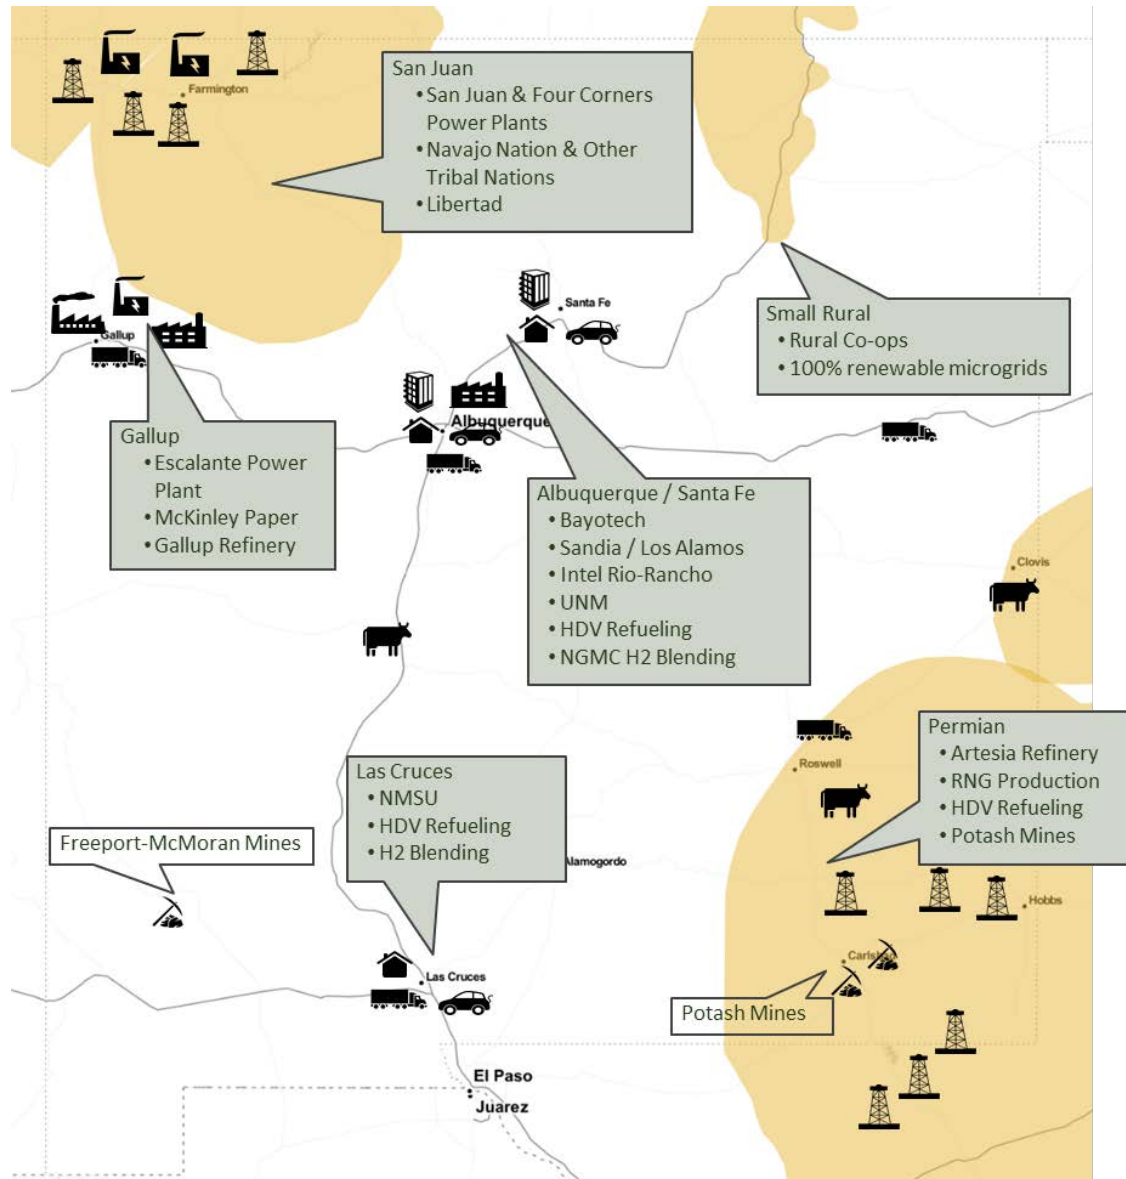 Farmington
San Juan
• San Juan & Four Corners
Power Plants
• Navajo Nation & Other
Tribal Nations
• Libertad
Santa Fe
Small Rural
• Rural Co-ops
• 100% renewable microgrids
Gallup
Albuquerque
Gallup
• Escalante Power
Plant
• McKinley Paper
• Gallup Refinery
Albuquerque / Santa Fe
• Bayotech
• Sandia / Los Alamos
• Intel Rio-Rancho
• UNM
• HDV Refueling
• NGMC H2 Blending
Clovis
Roswell
Permian
• Artesia Refinery
• RNG Production
• HDV Refueling
• Potash Mines
Las Cruces
• NMSU
• HDV Refueling
• H2 Blending
Freeport-McMoran Mines
Alamogordo
Hobbs
Carlsbad
Las Cruces
Potash Mines
El Paso
Juarez